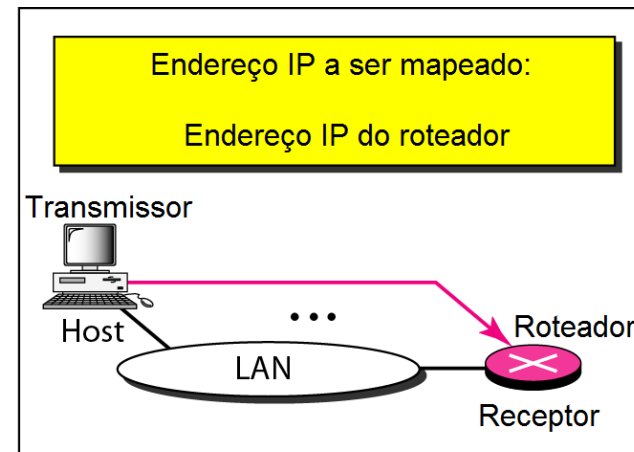 Endereço IP a ser mapeado:
Endereço IP do roteador
Transmissor
Host
LAN
Roteador
Receptor